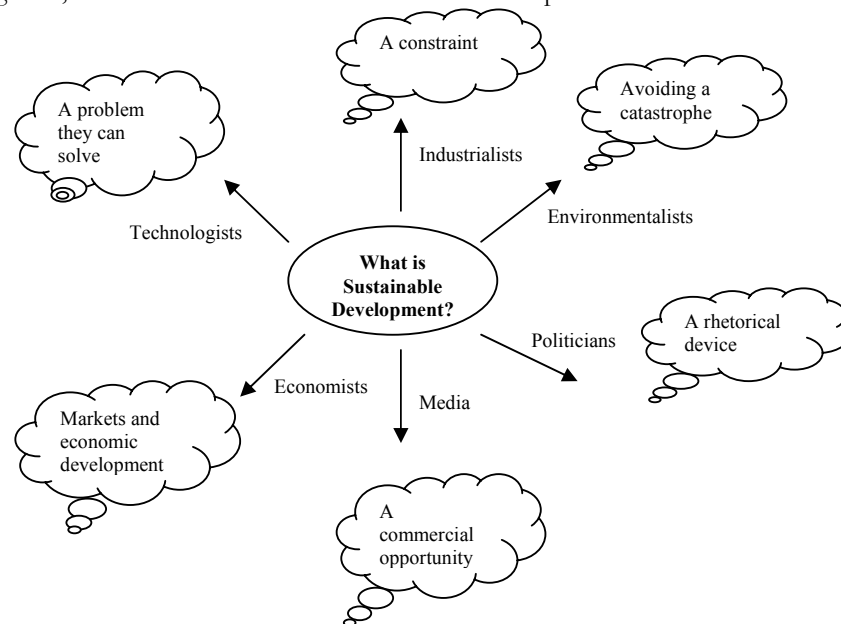 A constraint
Avoiding a
catastrophe
A problem
they can
solve
Industrialists
Environmentalists
Technologists
What is
Sustainable
Development?
A rhetorical
device
Politicians
Economists
Media
Markets and
economic
development
A
commercial
opportunity